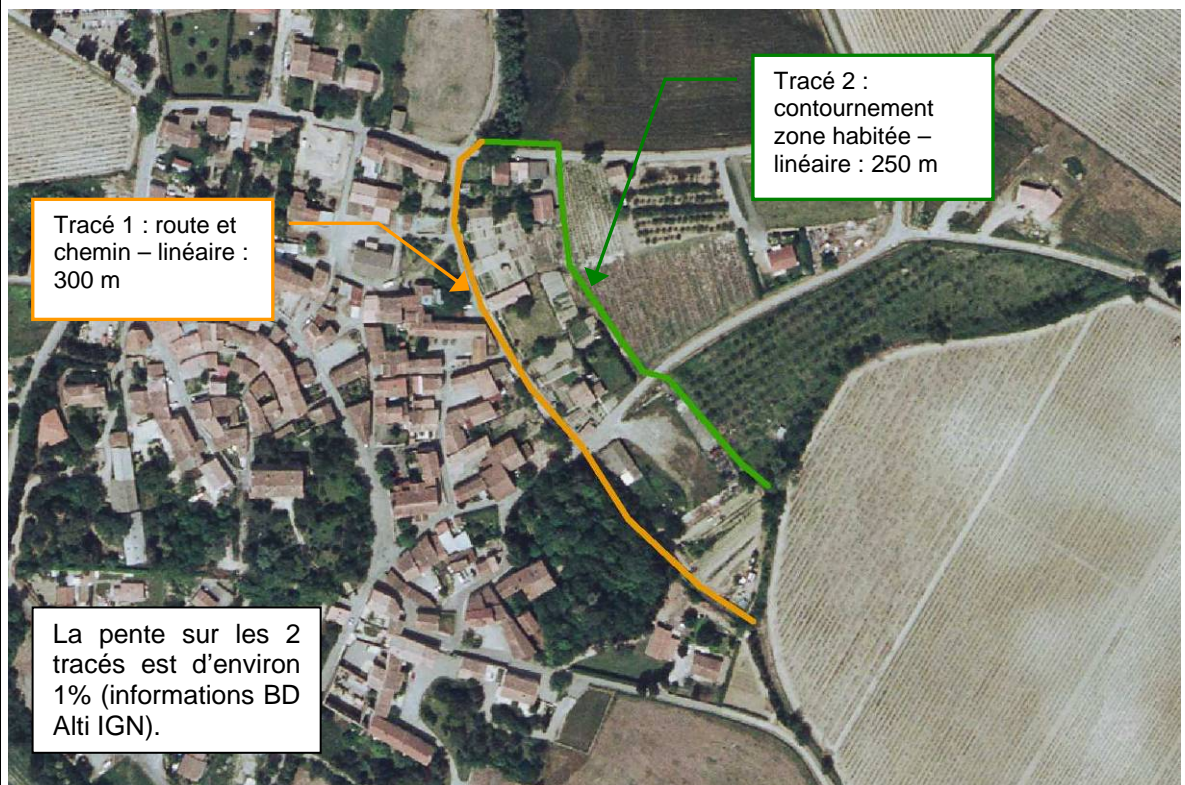 Tracé 2 :
contournement
zone habitée –
linéaire : 250 m
Tracé 1 : route et
chemin – linéaire :
300 m
La pente sur les 2
tracés est d’environ
1% (informations BD
Alti IGN).